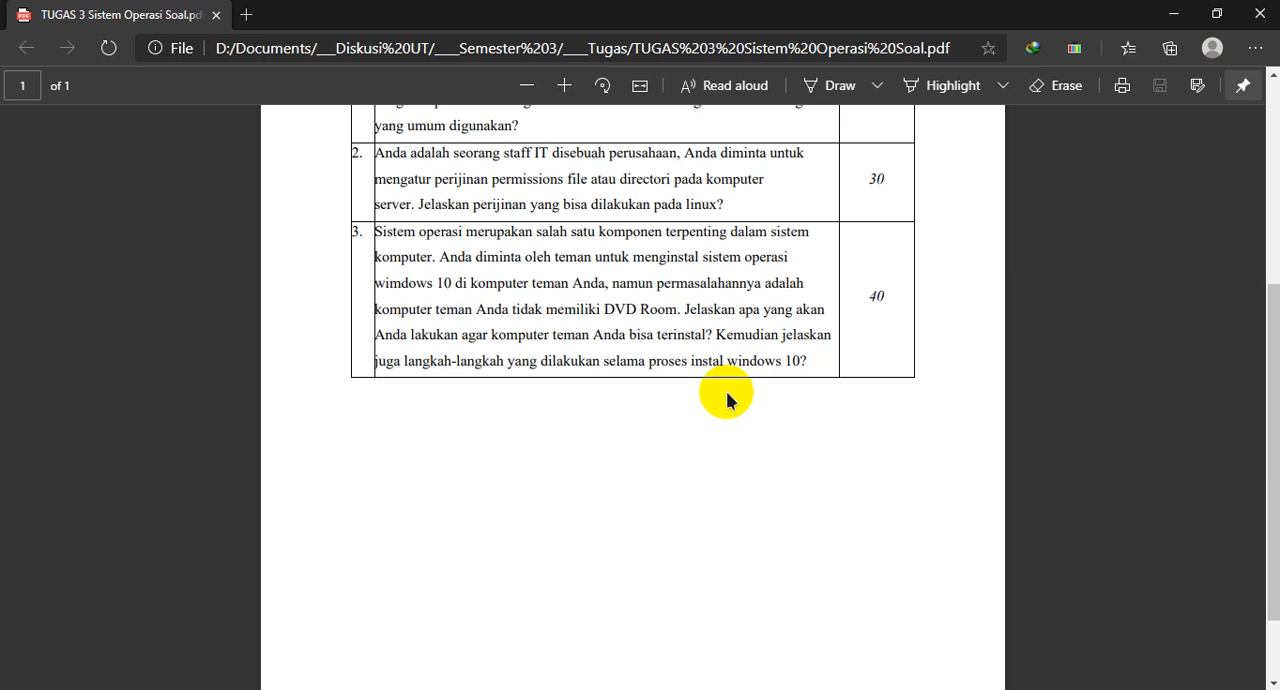 TUGAS 3 Sistem Operasi Soal.pd
File D:/Documents/___Diskusi%20UT/___Semester%203/___Tugas/TUGAS%203%20Sistem%20Operasi%20Soal.pdf
1 of 1 Read aloud Draw Highlight Erase
yang umum digunakan?
2. Anda adalah seorang staff IT disebuah perusahaan, Anda diminta untuk
mengatur perijinan permissions file atau directori pada komputer 30
server. Jelaskan perijinan yang bisa dilakukan pada linux?
3. Sistem operasi merupakan salah satu komponen terpenting dalam sistem
komputer. Anda diminta oleh teman untuk menginstal sistem operasi
wimdows 10 di komputer teman Anda, namun permasalahannya adalah
40
komputer teman Anda tidak memiliki DVD Room. Jelaskan apa yang akan
Anda lakukan agar komputer teman Anda bisa terinstal? Kemudian jelaskan
juga langkah-langkah yang dilakukan selama proses instal windows 10?